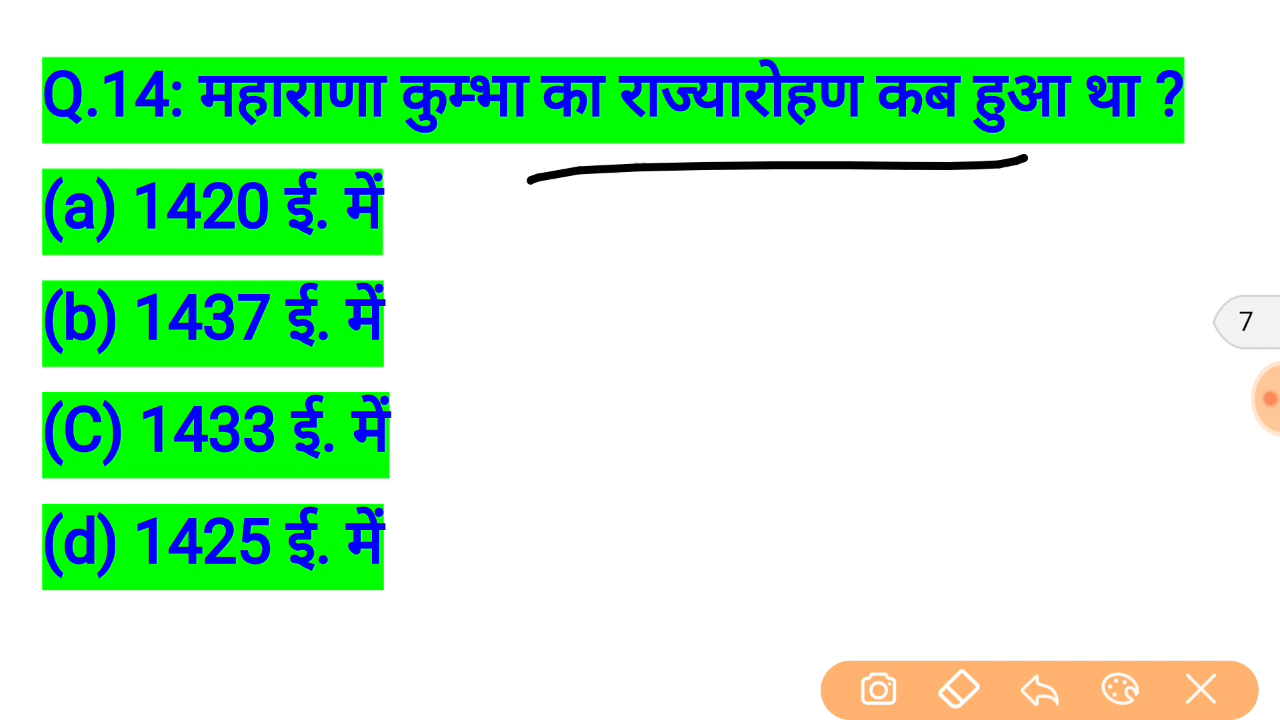 Q.14: महाराणा कुम्भा का राज्यारोहण कब हुआ था ?
(a) 1420 ई. में
(b) 1437 ई. में
(C) 1433 ई. में
(d) 1425 ई. में
7